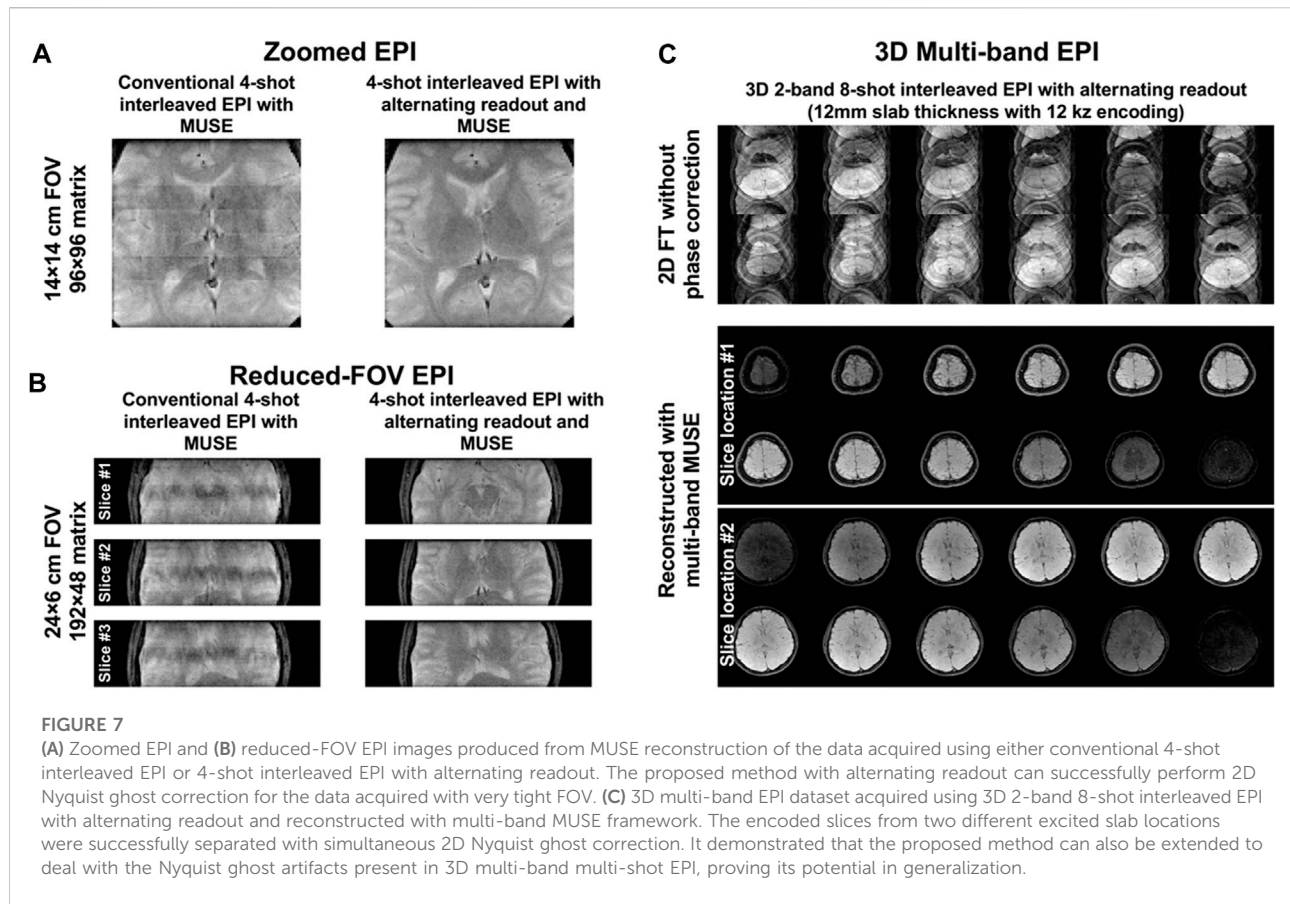 A
Zoomed EPI
Conventional 4-shot
interleaved EPI with
MUSE
4-shot interleaved EPI with
alternating readout and
MUSE
14×14 cm FOV
96×96 matrix
B
Reduced-FOV EPI
Conventional 4-shot
interleaved EPI with
MUSE
4-shot interleaved EPI with
alternating readout and
MUSE
24×6 cm FOV
192×48 matrix
Slice #1
Slice #2
Slice #3
C
3D Multi-band EPI
3D 2-band 8-shot interleaved EPI with alternating readout
(12mm slab thickness with 12 kz encoding)
2D FT without
phase correction
Reconstructed with
multi-band MUSE
Slice location #1
Slice location #2
FIGURE 7
(A) Zoomed EPI and (B) reduced-FOV EPI images produced from MUSE reconstruction of the data acquired using either conventional 4-shot
interleaved EPI or 4-shot interleaved EPI with alternating readout. The proposed method with alternating readout can successfully perform 2D
Nyquist ghost correction for the data acquired with very tight FOV. (C) 3D multi-band EPI dataset acquired using 3D 2-band 8-shot interleaved EPI
with alternating readout and reconstructed with multi-band MUSE framework. The encoded slices from two different excited slab locations
were successfully separated with simultaneous 2D Nyquist ghost correction. It demonstrated that the proposed method can also be extended to
deal with the Nyquist ghost artifacts present in 3D multi-band multi-shot EPI, proving its potential in generalization.